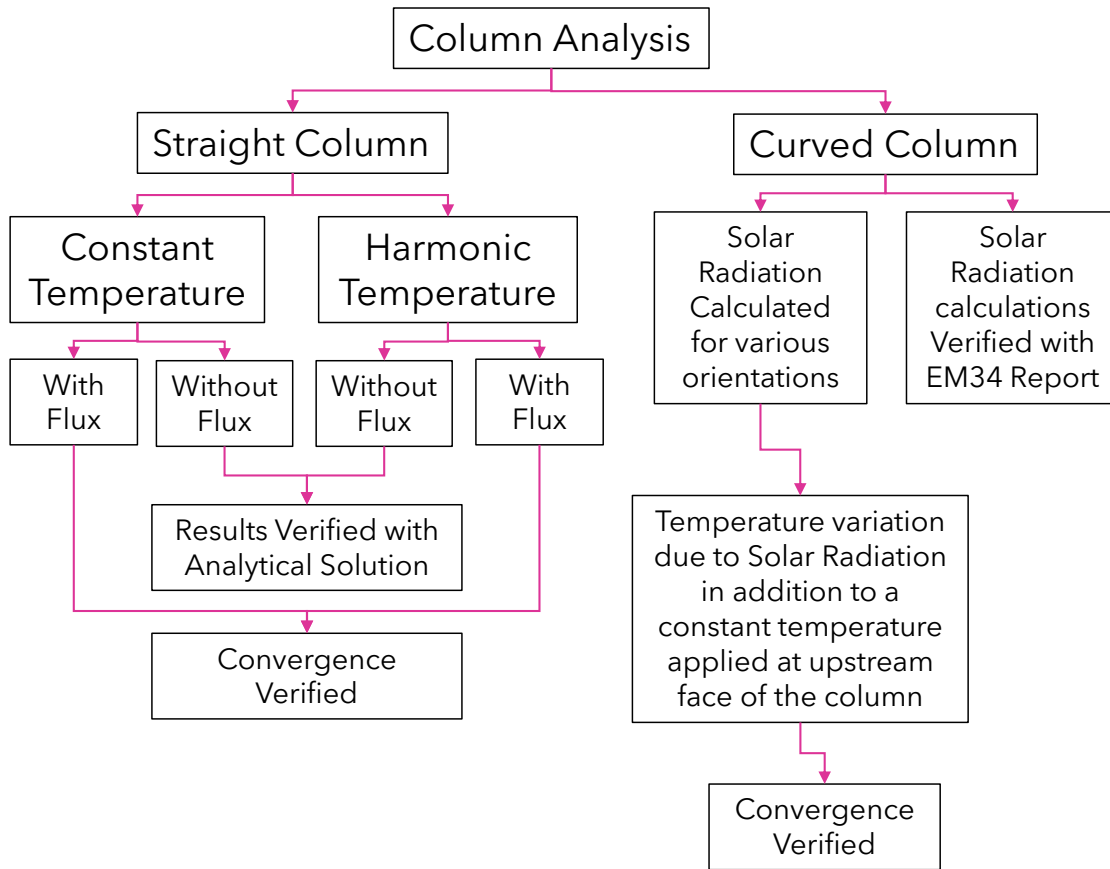 Column Analysis
Straight Column
Curved Column
Constant
Temperature
Harmonic
Temperature
Solar
Radiation
Calculated
for various
orientations
Solar
Radiation
calculations
Verified with
EM34 Report
With
Flux
Without
Flux
Without
Flux
With
Flux
Results Verified with
Analytical Solution
Temperature variation
due to Solar Radiation
in addition to a
constant temperature
applied at upstream
face of the column
Convergence
Verified
Convergence
Verified